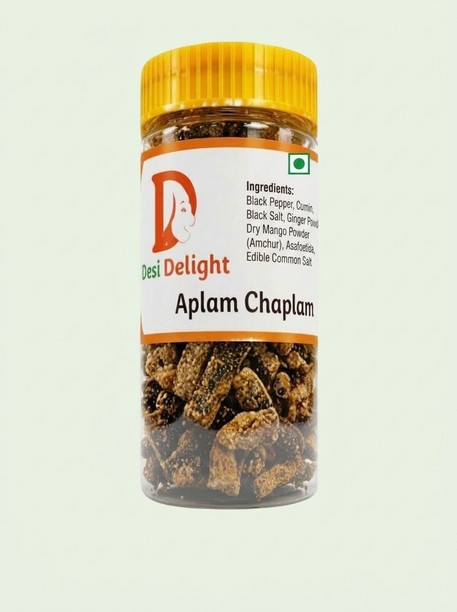 Desi Delight
Ingredients:
Black Pepper, Cumin,
Black Salt, Ginger
Dry Mango Powder
(Amchur), Asafoetida,
Edible Common Salt
Aplam Chaplam